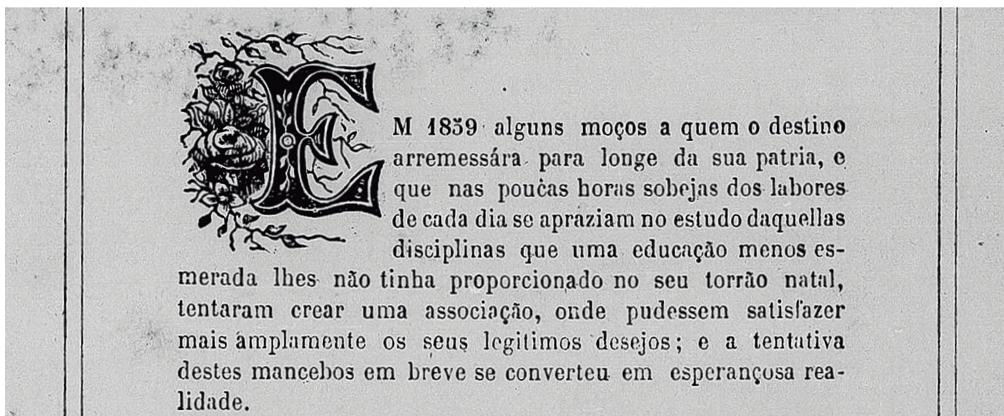 EM 1859 alguns moços a quem o destino
arremessára para longe da sua patria, e
que nas poucas horas sobejas dos labores
de cada dia se apraziam no estudo daquellas
disciplinas que uma educação menos es-
merada lhes não tinha proporcionado no seu torrão natal,
tentaram crear uma associação, onde pudessem satisfazer
mais amplamente os seus legitimos desejos; e a tentativa
destes mancebos em breve se converteu em esperançosa rea-
lidade.